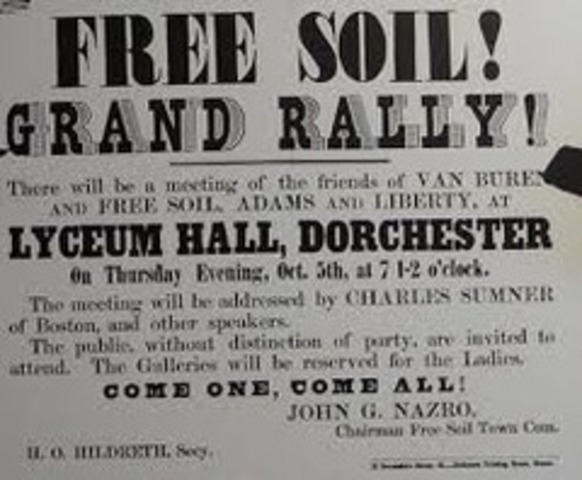 FREE SOIL!
GRAND RALLY!
There will be a meeting of the friends of VAN BUREN
AND FREE SOIL, ADAMS AND LIBERTY, AT
LYCEUM HALL, DORCHESTER
On Thursday Evening, Oct. 5th, at 7 1-2 o'clock.
The meeting will be addressed by CHARLES SUMNER
of Boston, and other speakers.
The public, without distinction of party, are invited to
attend. The Galleries will be reserved for the Ladies.
COME ONE, COME ALL!
JOHN G. NAZRO,
Chairman Free Soil Town Com.
H. O. HILDRETH, Secy.